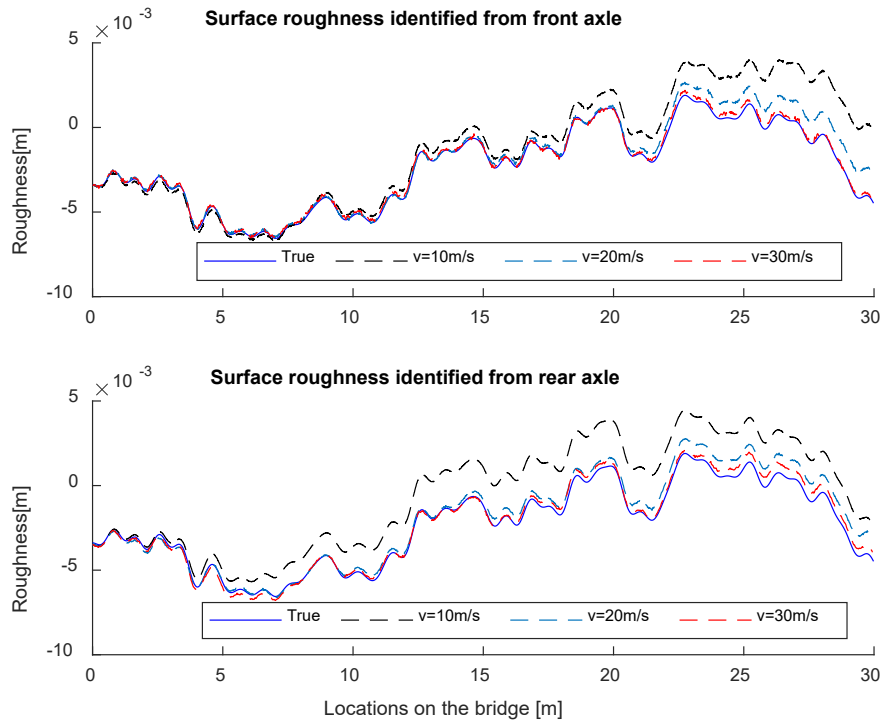 × 10 -3
Surface roughness identified from front axle
5
0
-5
-10
Roughness[m]
True v=10m/s v=20m/s v=30m/s
0 5 10 15 20 25 30
× 10 -3
Surface roughness identified from rear axle
5
0
-5
-10
Roughness[m]
True v=10m/s v=20m/s v=30m/s
0 5 10 15 20 25 30
Locations on the bridge [m]